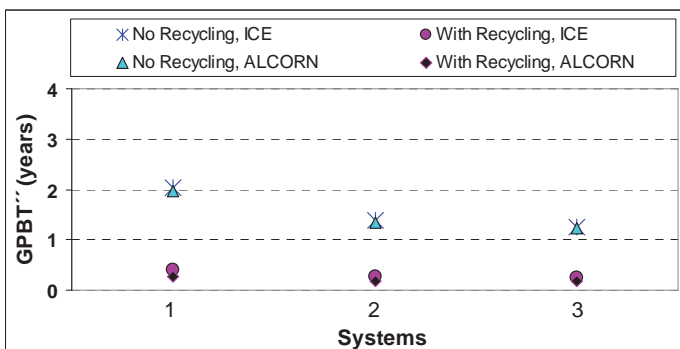 No Recycling, ICE With Recycling, ICE
No Recycling, ALCORN With Recycling, ALCORN
4
3
2
1
0
GPBT´´ (years)
1 2 3
Systems